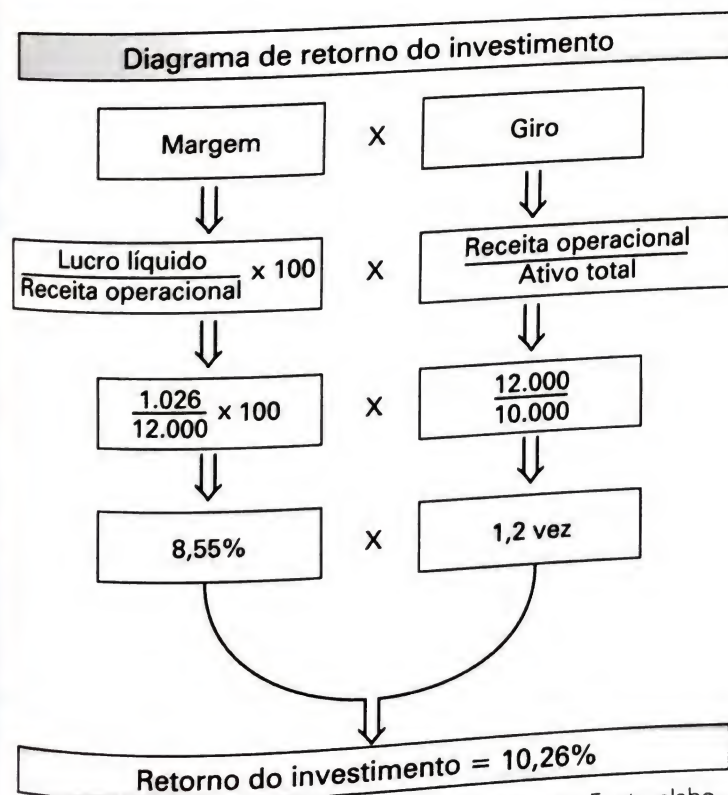 Diagrama de retorno do investimento
Margem X Giro
Lucro líquido
Receita operacional x 100 X Receita operacional
Ativo total
1.026
12.000 x 100 X 12.000
10.000
8,55% X 1,2 vez
Retorno do investimento = 10,26%